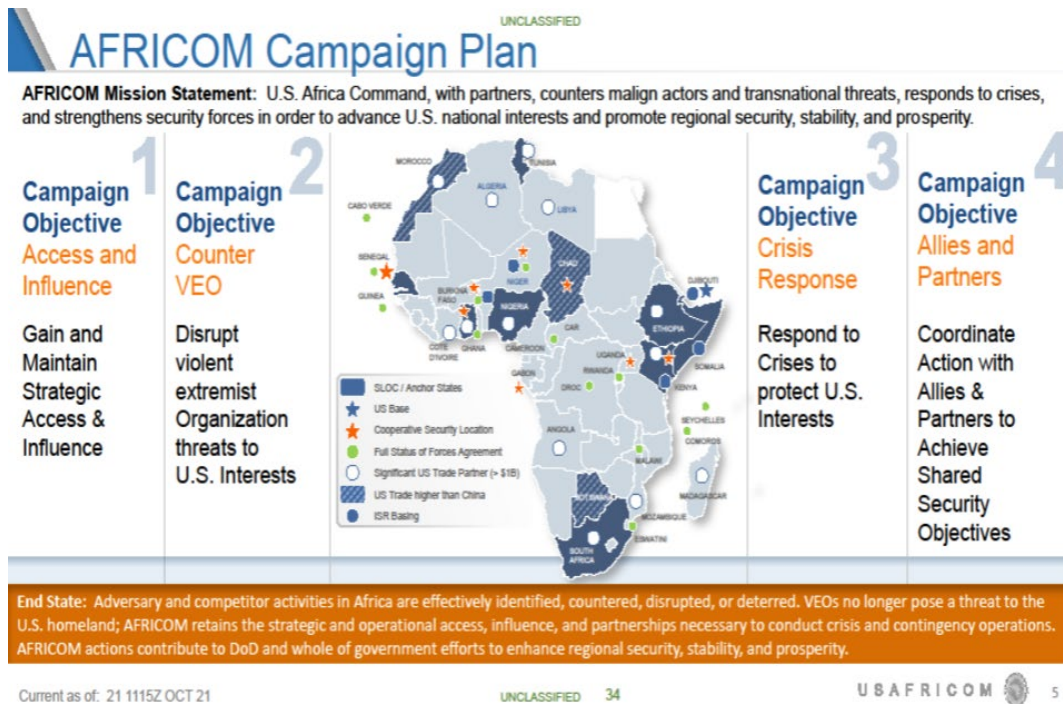 UNCLASSIFIED
AFRICOM Campaign Plan
AFRICOM Mission Statement: U.S. Africa Command, with partners, counters malign actors and transnational threats, responds to crises,
and strengthens security forces in order to advance U.S. national interests and promote regional security, stability, and prosperity.
1
Campaign
Objective
Access and
Influence
Gain and
Maintain
Strategic
Access &
Influence
2
Campaign
Objective
Counter
VEO
Disrupt
violent
extremist
Organization
threats to
U.S. Interests
MOROCCO
TUNISIA
ALGERIA
LIBYA
CABO VERDE
SENEGAL
GUINEA
BURKINA
FASO
NIGER
CHAD
NIGERIA
DJIBOUTI
ETHIOPIA
COTE
D'IVOIRE
GHANA
CAMEROON
CAR
SOMALIA
UGANDA
RWANDA
KENYA
GABON
DROC
SEYCHELLES
COMOROS
ANGOLA
MALAWI
MADAGASCAR
BOTSWANA
MOZAMBIQUE
ESWATINI
SOUTH
AFRICA
SLOC / Anchor States
US Base
Cooperative Security Location
Full Status of Forces Agreement
Significant US Trade Partner (> $1B)
US Trade higher than China
ISR Basing
3
Campaign
Objective
Crisis
Response
Respond to
Crises to
protect U.S.
Interests
4
Campaign
Objective
Allies and
Partners
Coordinate
Action with
Allies &
Partners to
Achieve
Shared
Security
Objectives
End State: Adversary and competitor activities in Africa are effectively identified, countered, disrupted, or deterred. VEOs no longer pose a threat to the
U.S. homeland; AFRICOM retains the strategic and operational access, influence, and partnerships necessary to conduct crisis and contingency operations.
AFRICOM actions contribute to DoD and whole of government efforts to enhance regional security, stability, and prosperity.
Current as of: 21 1115Z OCT 21
UNCLASSIFIED 34
USAFRICOM
5